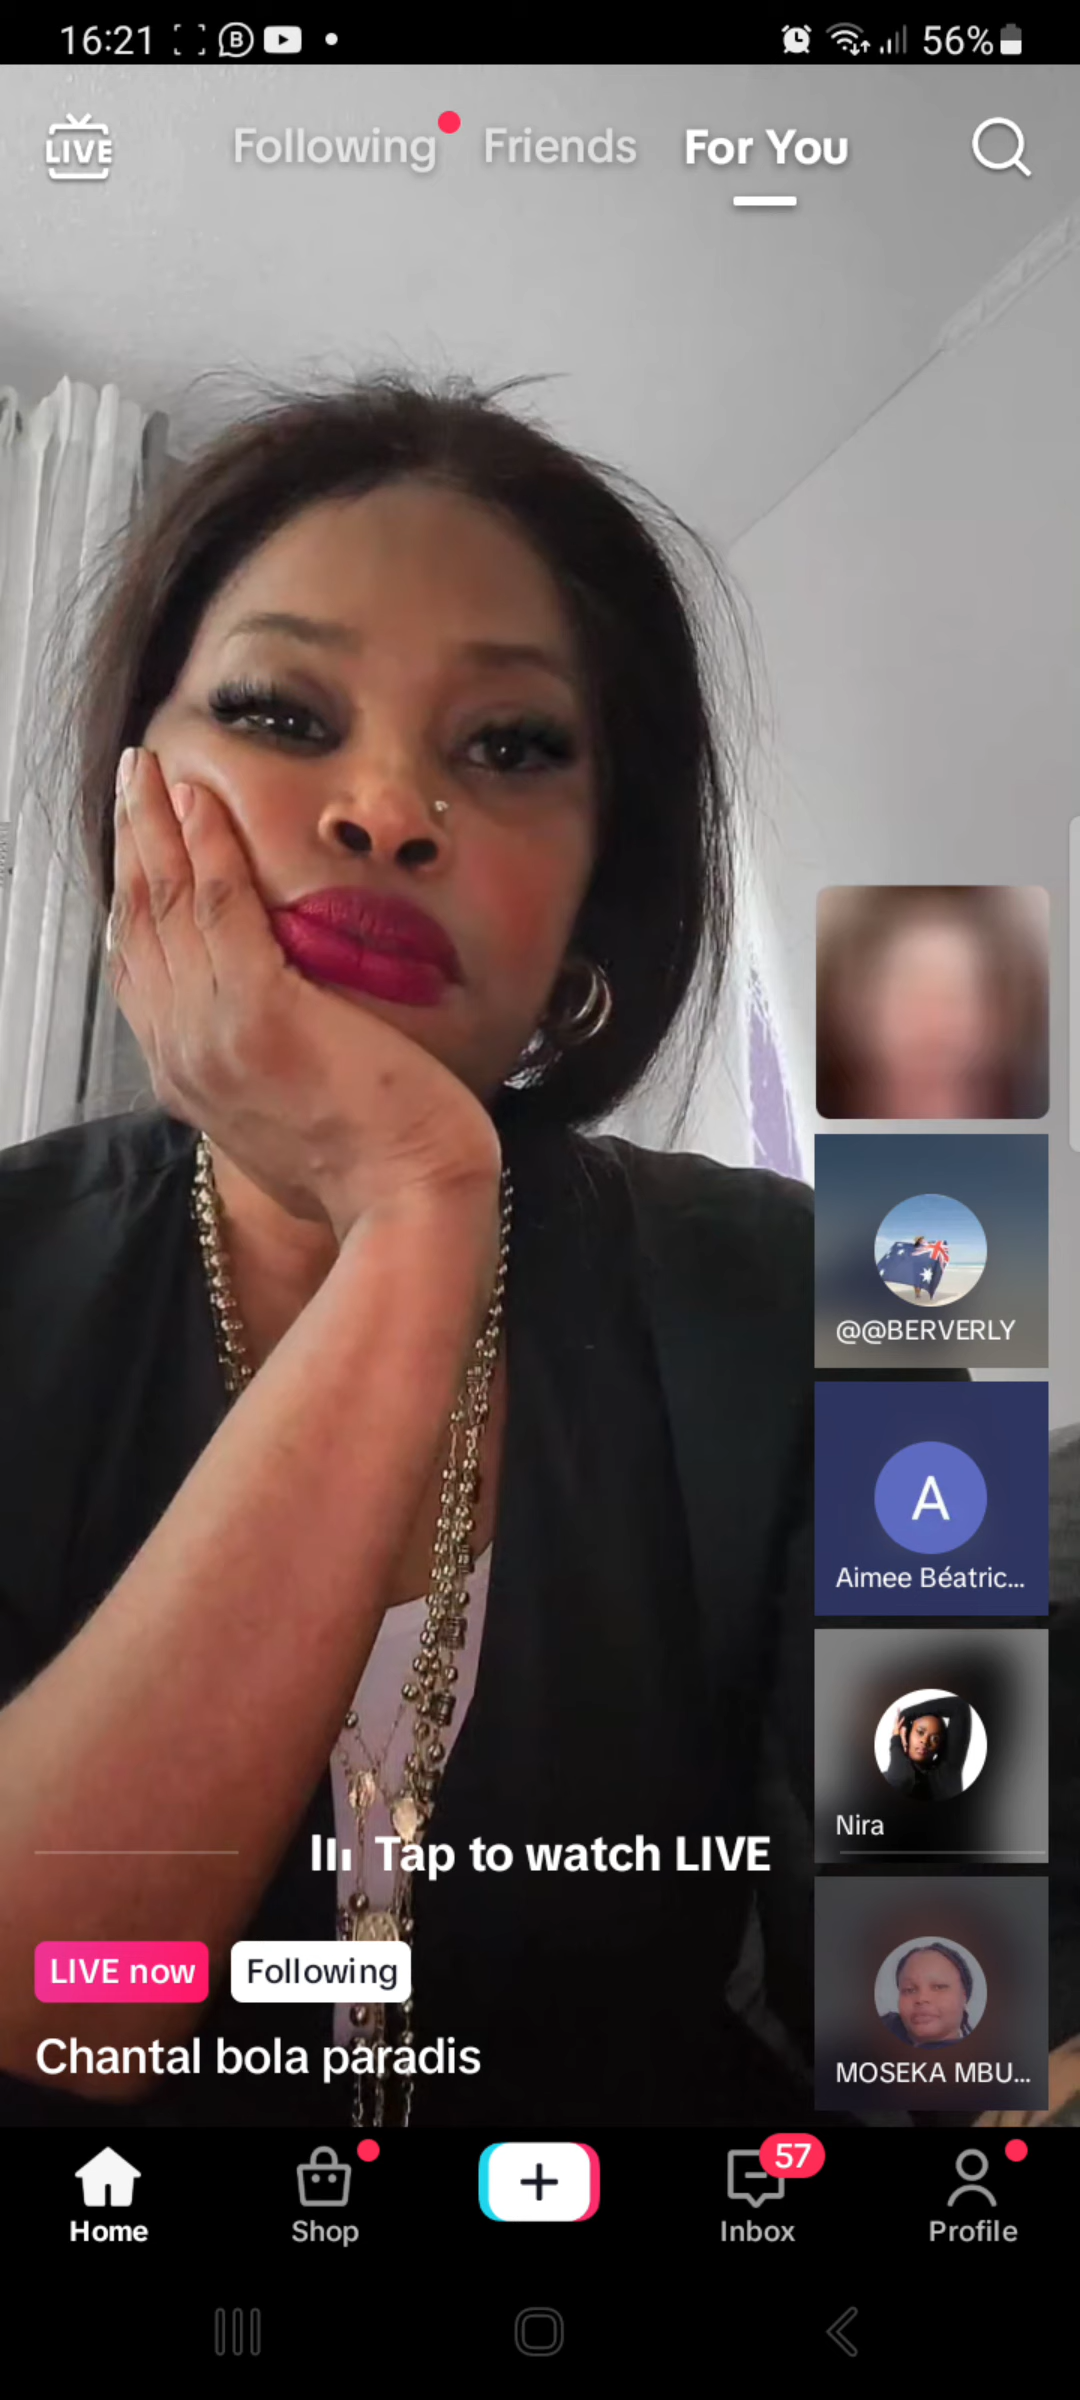 16:21
56%
LIVE
Following
Friends
For You
@@BERVERLY
A
Aimee Béatric...
Nira
Tap to watch LIVE
LIVE now
Following
Chantal bola paradis
MOSEKA MBU...
57
Home
Shop
Inbox
Profile